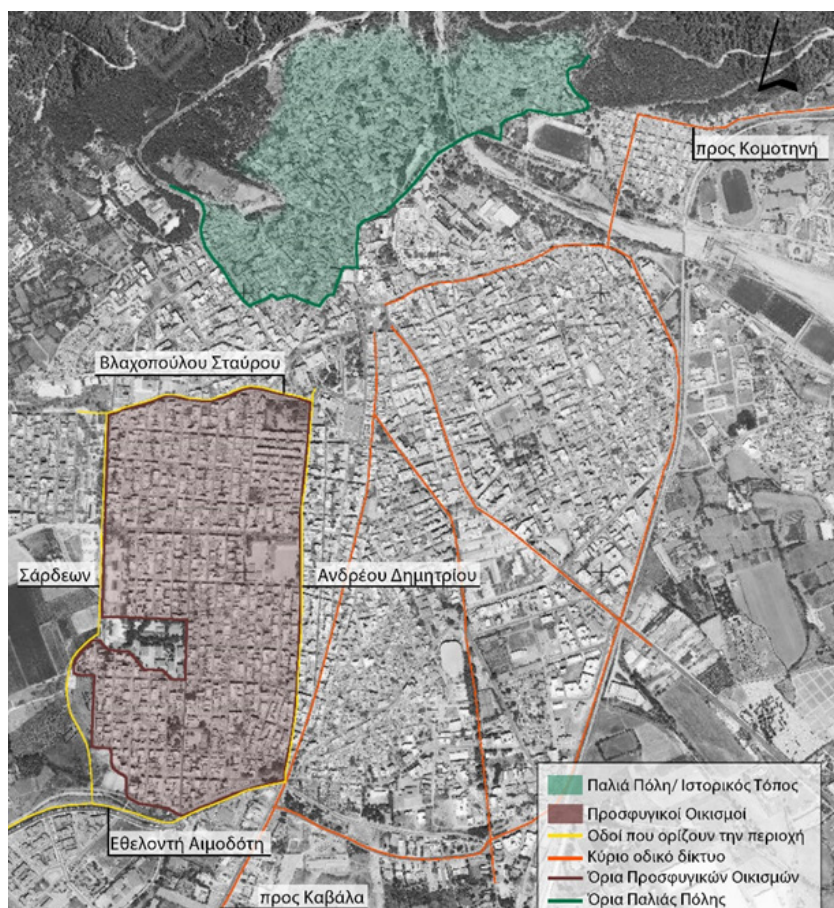 προς Κομοτηνή
Βλαχοπούλου Σταύρου
Σάρδεων
Ανδρέου Δημητρίου
Εθελοντή Αιμοδότη
προς Καβάλα
Παλιά Πόλη/ Ιστορικός Τόπος
Προσφυγικοί Οικισμοί
Οδοί που ορίζουν την περιοχή
Κύριο οδικό δίκτυο
Όρια Προσφυγικών Οικισμών
Όρια Παλιάς Πόλης